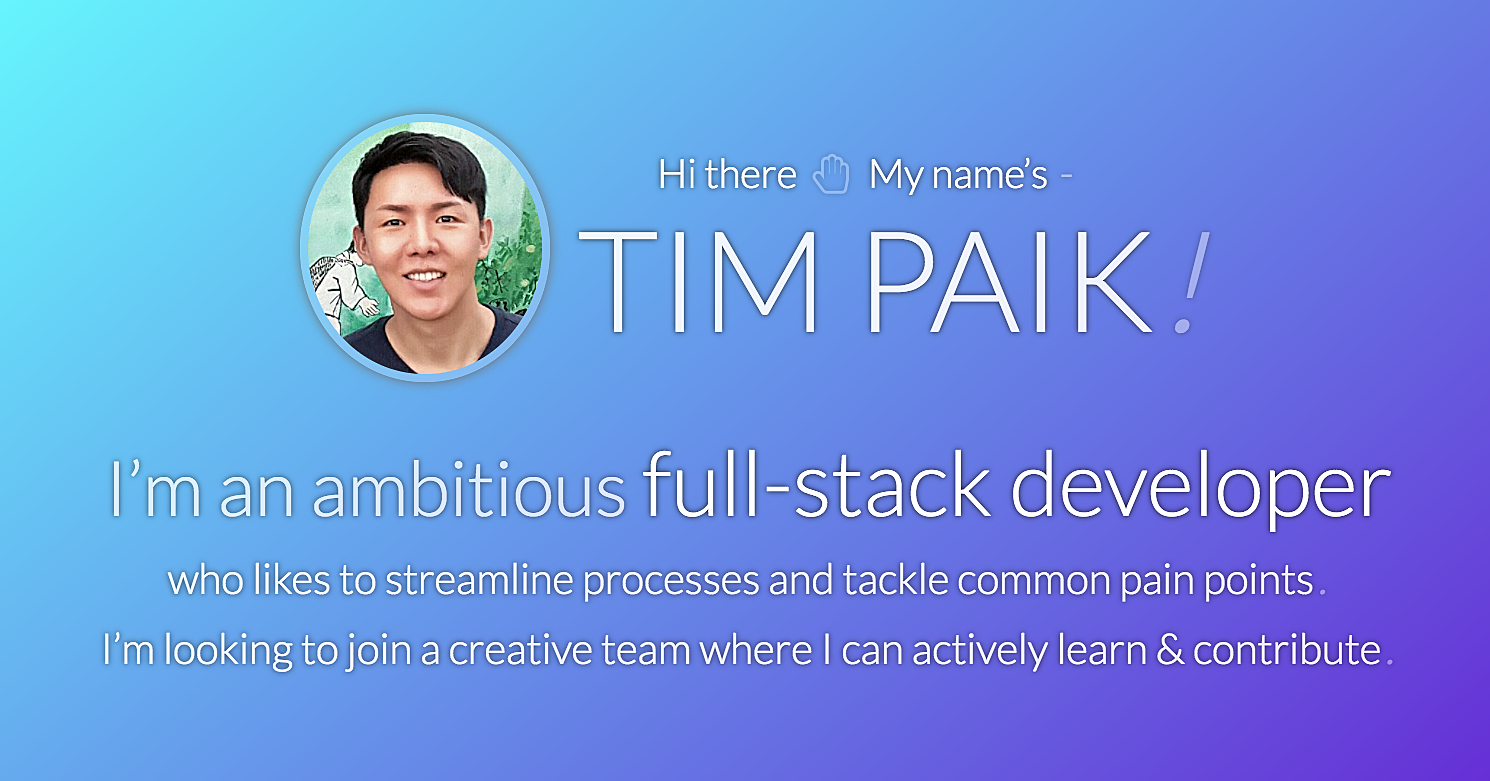 Hi there My name’s -
TIM PAIK!
I’m an ambitious full-stack developer
who likes to streamline processes and tackle common pain points.
I’m looking to join a creative team where I can actively learn & contribute.